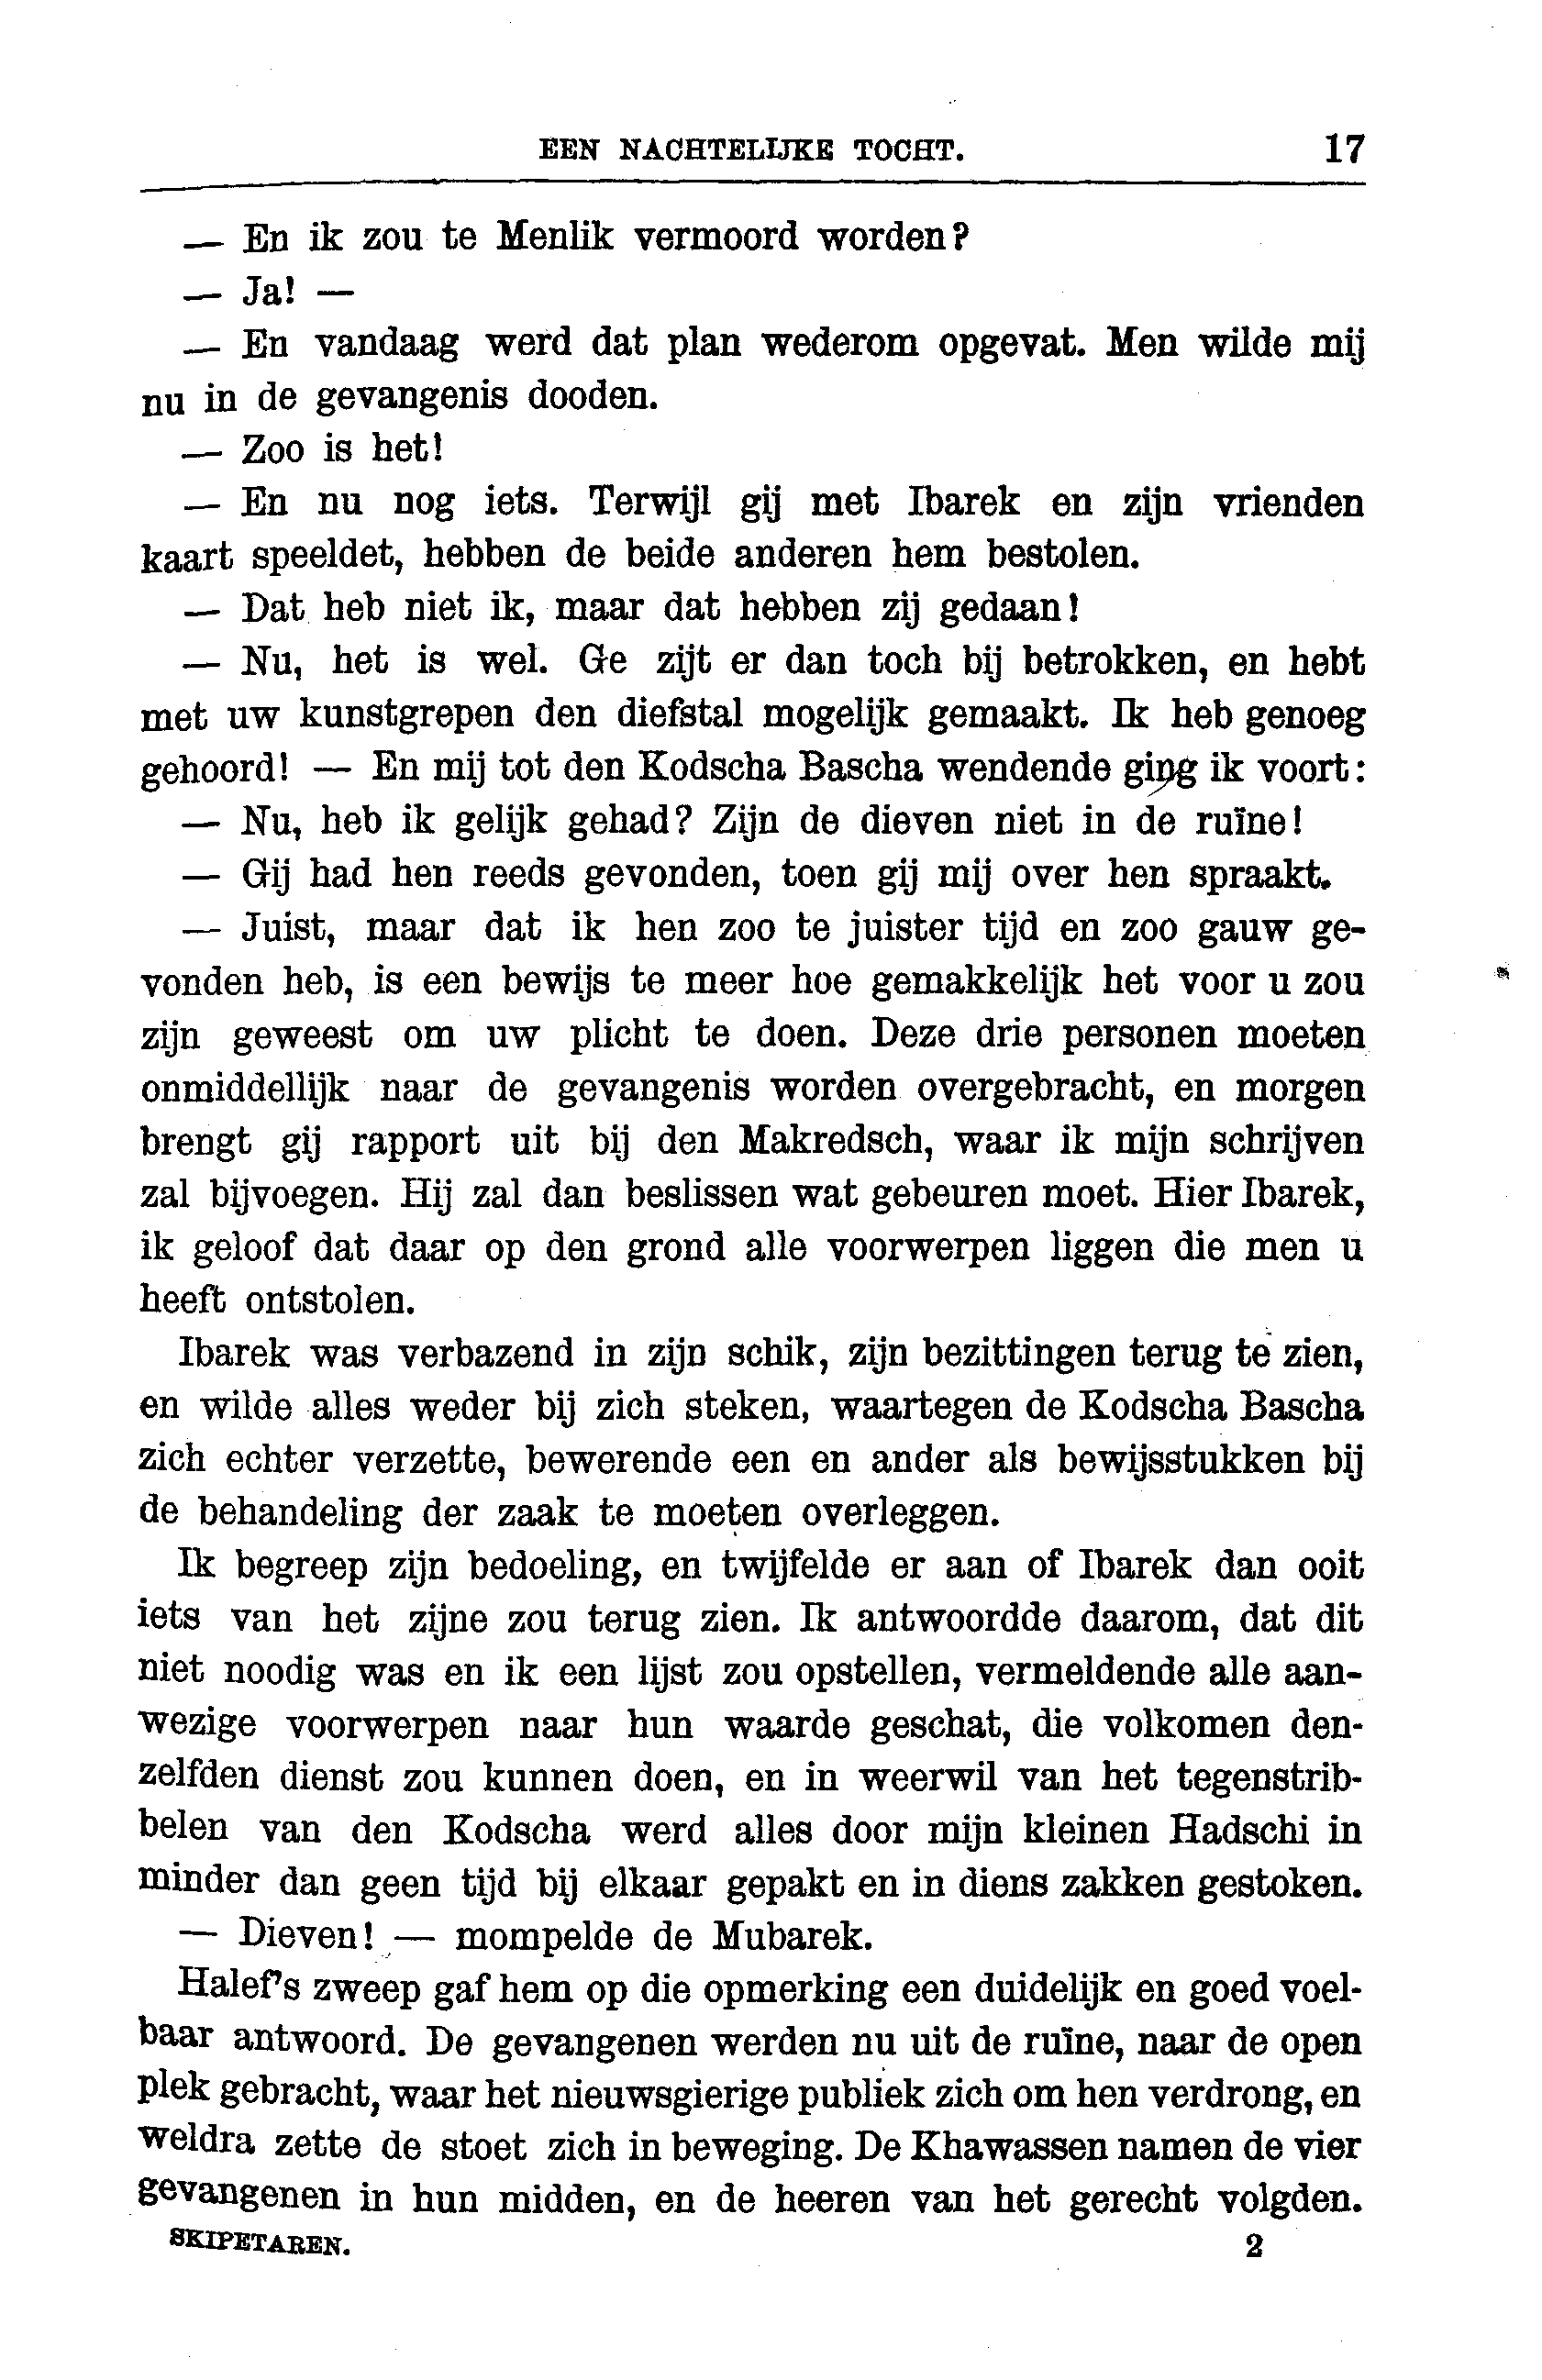 EEN NACHTELIJKE TOCHT. 17
— En ik zou te Menlik vermoord worden?
— Ja! —
— En vandaag werd dat plan wederom opgevat. Men wilde mij
nu in de gevangenis dooden.
— Zoo is het!
— En nu nog iets. Terwijl gij met Ibarek en zijn vrienden
kaart speeldet, hebben de beide anderen hem bestolen.
— Dat heb niet ik, maar dat hebben zij gedaan!
— Nu, het is wel. Ge zijt er dan toch bij betrokken, en hebt
met uw kunstgrepen den diefstal mogelijk gemaakt. Ik heb genoeg
gehoord! — En mij tot den Kodscha Bascha wendende ging ik voort:
— Nu, heb ik gelijk gehad? Zijn de dieven niet in de ruïne!
— Gij had hen reeds gevonden, toen gij mij over hen spraakt.
— Juist, maar dat ik hen zoo te juister tijd en zoo gauw ge-
vonden heb, is een bewijs te meer hoe gemakkelijk het voor u zou
zijn geweest om uw plicht te doen. Deze drie personen moeten
onmiddellijk naar de gevangenis worden overgebracht, en morgen
brengt gij rapport uit bij den Makredsch, waar ik mijn schrijven
zal bijvoegen. Hij zal dan beslissen wat gebeuren moet. Hier Ibarek,
ik geloof dat daar op den grond alle voorwerpen liggen die men u
heeft ontstolen.
Ibarek was verbazend in zijn schik, zijn bezittingen terug te zien,
en wilde alles weder bij zich steken, waartegen de Kodscha Bascha
zich echter verzette, bewerende een en ander als bewijsstukken bij
de behandeling der zaak te moeten overleggen.
Ik begreep zijn bedoeling, en twijfelde er aan of Ibarek dan ooit
iets van het zijne zou terug zien. Ik antwoordde daarom, dat dit
niet noodig was en ik een lijst zou opstellen, vermeldende alle aan-
wezige voorwerpen naar hun waarde geschat, die volkomen den-
zelfden dienst zou kunnen doen, en in weerwil van het tegenstrib-
belen van den Kodscha werd alles door mijn kleinen Hadschi in
minder dan geen tijd bij elkaar gepakt en in diens zakken gestoken.
— Dieven! — mompelde de Mubarek.
Halef's zweep gaf hem op die opmerking een duidelijk en goed voel-
baar antwoord. De gevangenen werden nu uit de ruïne, naar de open
plek gebracht, waar het nieuwsgierige publiek zich om hen verdrong, en
weldra zette de stoet zich in beweging. De Khawassen namen de vier
gevangenen in hun midden, en de heeren van het gerecht volgden.
SKIPETAREN. 2